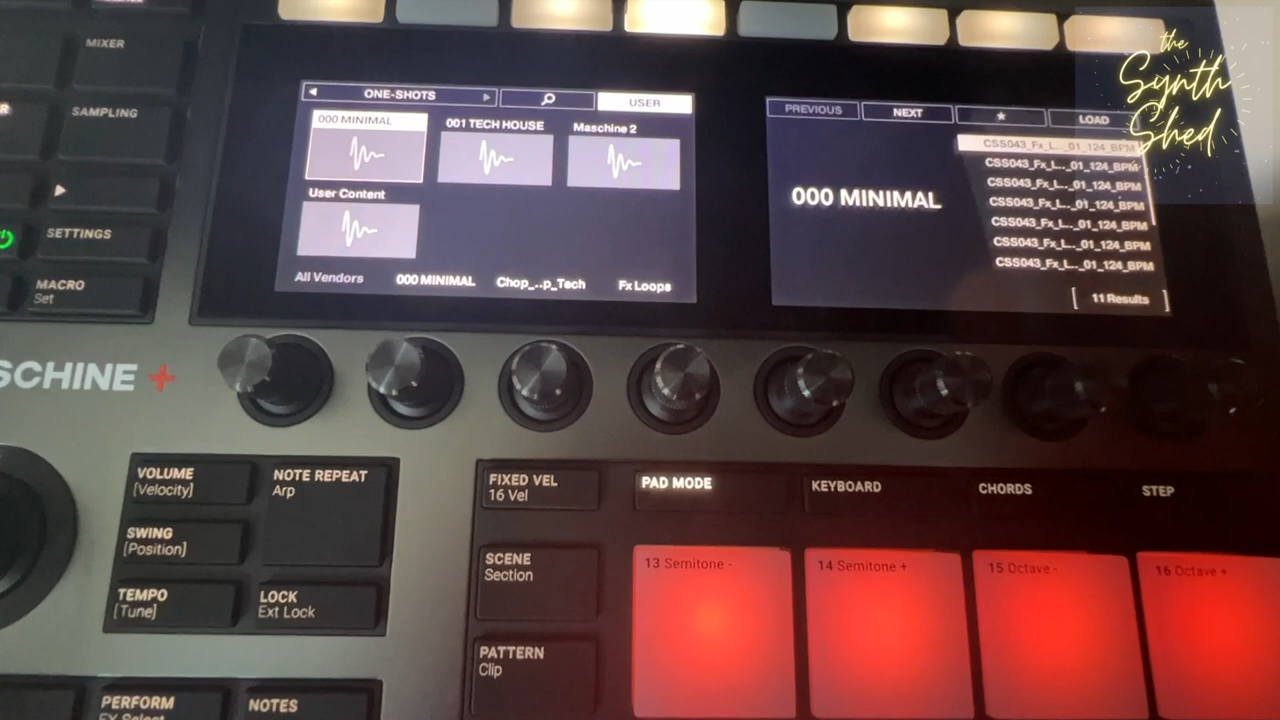 MIXER
SAMPLING
SETTINGS
MACRO
Set
ONE-SHOTS
USER
000 MINIMAL
001 TECH HOUSE
Maschine 2
User Content
All Vendors
000 MINIMAL
Chop_..p_Tech
Fx Loops
PREVIOUS
NEXT
LOAD
000 MINIMAL
CSS043_Fx_L..._01_124_BPM
CSS043_Fx_L..._01_124_BPM
CSS043_Fx_L..._01_124_BPM
CSS043_Fx_L..._01_124_BPM
CSS043_Fx_L..._01_124_BPM
CSS043_Fx_L..._01_124_BPM
CSS043_Fx_L..._01_124_BPM
11 Results
the
Synth
Shed
SCHINE +
VOLUME
[Velocity]
NOTE REPEAT
Arp
SWING
[Position]
TEMPO
[Tune]
LOCK
Ext Lock
PERFORM
FX Select
NOTES
FIXED VEL
16 Vel
PAD MODE
KEYBOARD
CHORDS
STEP
SCENE
Section
PATTERN
Clip
13 Semitone -
14 Semitone +
15 Octave -
16 Octave +